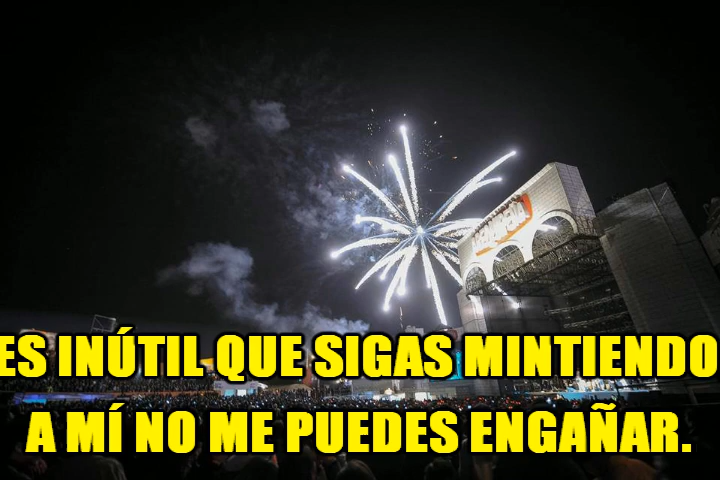 ES INÚTIL QUE SIGAS MINTIENDO
A MÍ NO ME PUEDES ENGAÑAR.